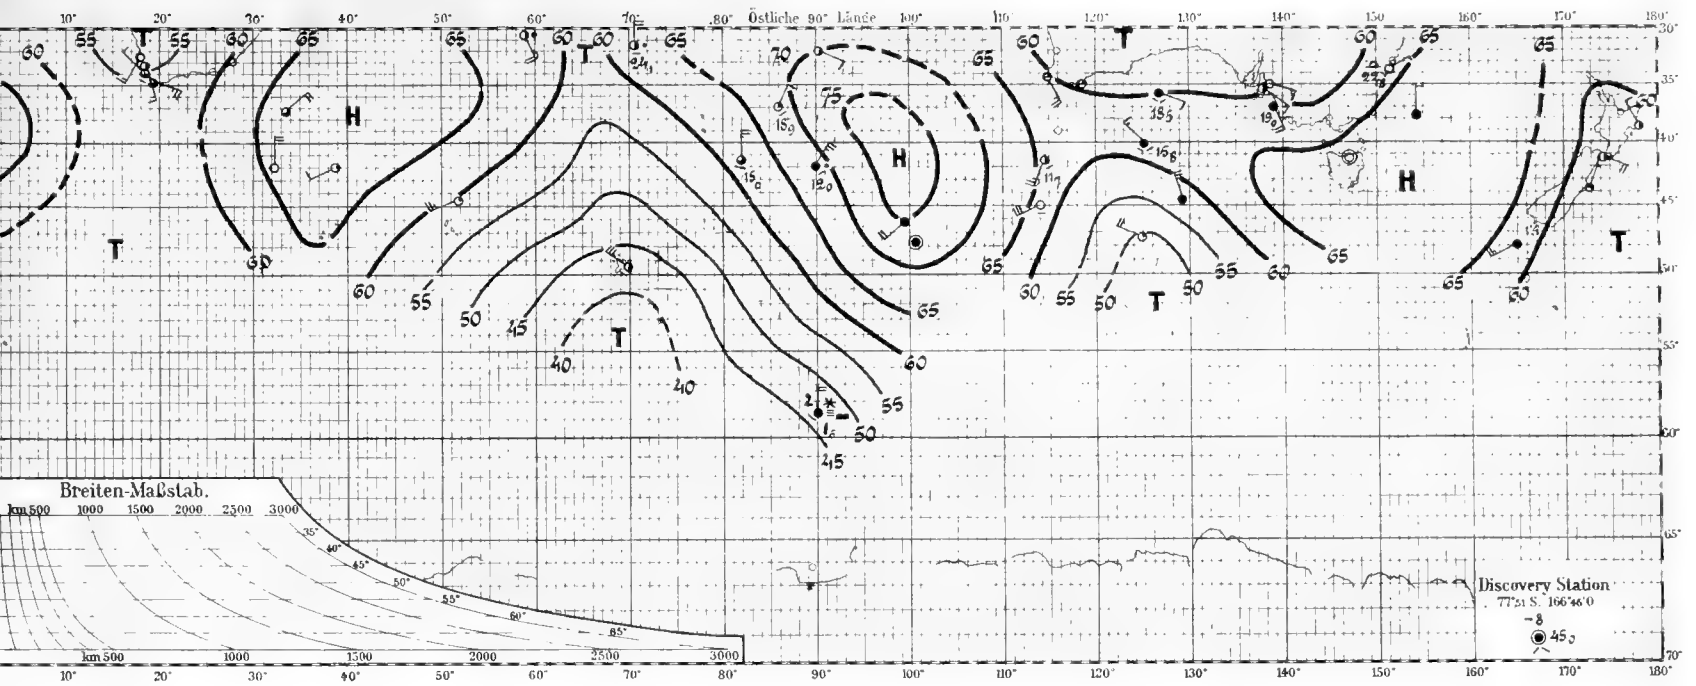 10° 20° 30° 40° 50° 60° 70° 80° Östliche 90° Länge 100° 110° 120° 130° 140° 150° 160° 170° 180°
60 55 T 55 60 65 65 60 60 65 70 65 60 T 60 65 65 30°
T
75 35°
H 40°
H H
45°
T 60 T
65 65 60 65 60 50°
60 55 50 45 65 60 55 50 T 50 55 60 65 60
T
40 40 60 55°
55
50
45 60°
Breiten-Maßstab.
km 500 1000 1500 2000 2500 3000
35°
40° 65°
45°
50°
55°
60°
65°
Discovery Station
77°51 S. 166°46'O
-8
45
km 500 1000 1500 2000 2500 3000 70°
10° 20° 30° 40° 50° 60° 70° 80° 90° 100° 110° 120° 130° 140° 150° 160° 170° 180°